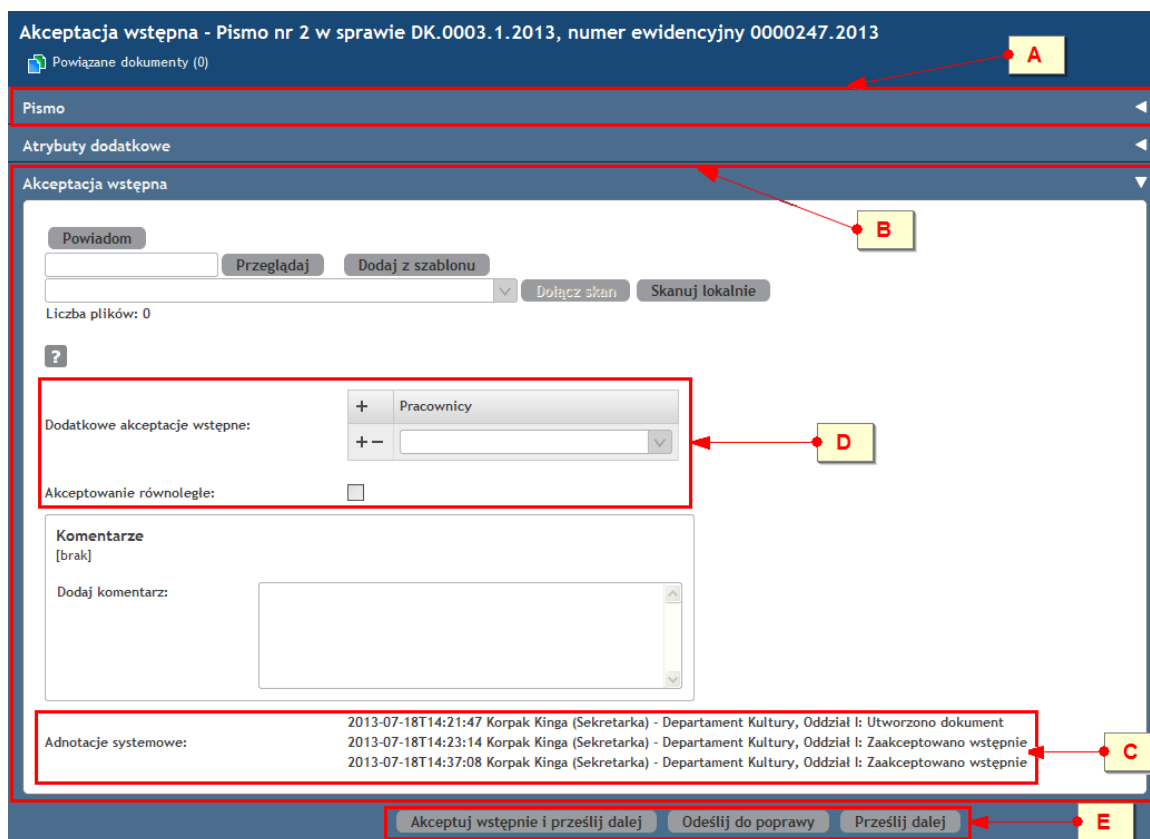 Akceptacja wstępna - Pismo nr 2 w sprawie DK.0003.1.2013, numer ewidencyjny 0000247.2013
Powiązane dokumenty (0)
A
Pismo
Atrybuty dodatkowe
Akceptacja wstępna
B
Powiadom
Przeglądaj Dodaj z szablonu
Dołącz skan Skanuj lokalnie
Liczba plików: 0
?
+ Pracownicy
Dodatkowe akceptacje wstępne:
+ −
D
Akceptowanie równoległe:
Komentarze
[brak]
Dodaj komentarz:
2013-07-18T14:21:47 Korpak Kinga (Sekretarka) - Departament Kultury, Oddział I: Utworzono dokument
Adnotacje systemowe: 2013-07-18T14:23:14 Korpak Kinga (Sekretarka) - Departament Kultury, Oddział I: Zaakceptowano wstępnie
2013-07-18T14:37:08 Korpak Kinga (Sekretarka) - Departament Kultury, Oddział I: Zaakceptowano wstępnie
C
Akceptuj wstępnie i prześlij dalej Odeślij do poprawy Prześlij dalej
E